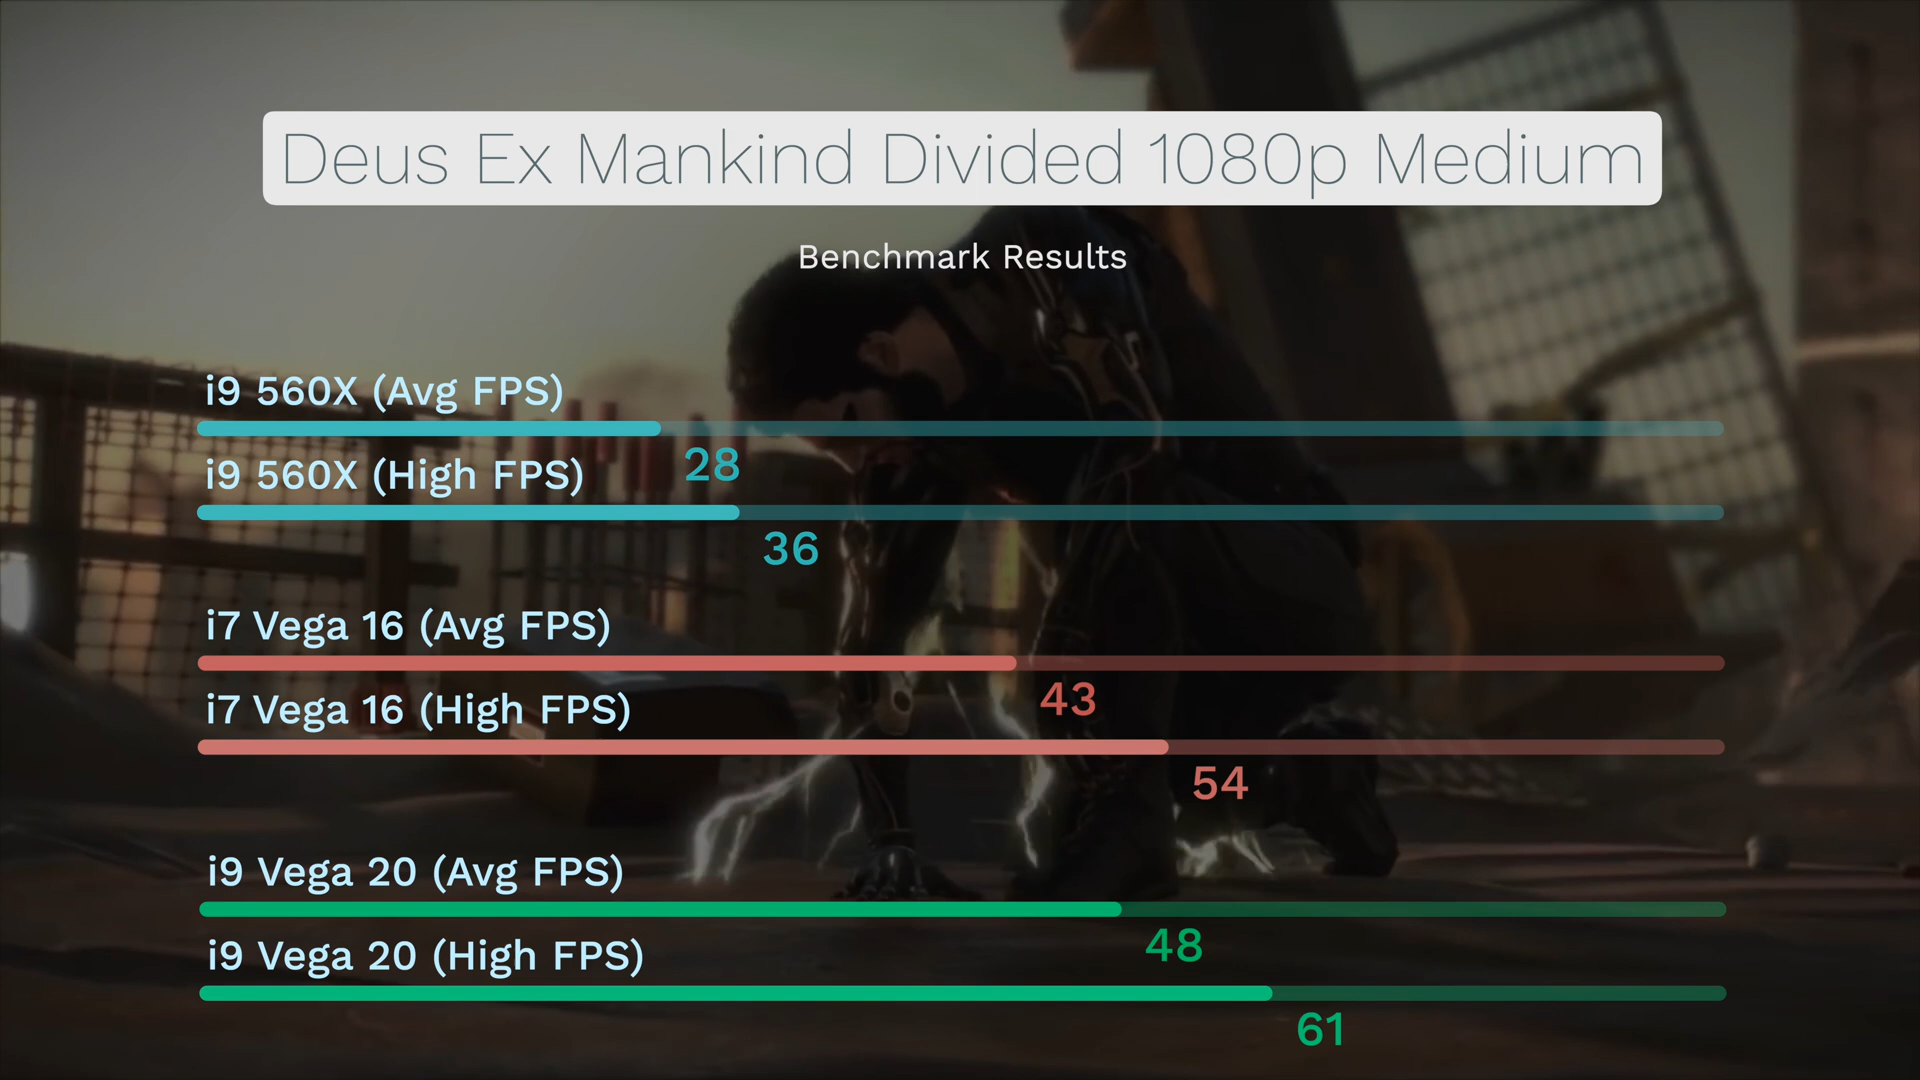 Deus Ex Mankind Divided 1080p Medium
Benchmark Results
i9 560X (Avg FPS)
28
i9 560X (High FPS)
36
i7 Vega 16 (Avg FPS)
43
i7 Vega 16 (High FPS)
54
i9 Vega 20 (Avg FPS)
48
i9 Vega 20 (High FPS)
61